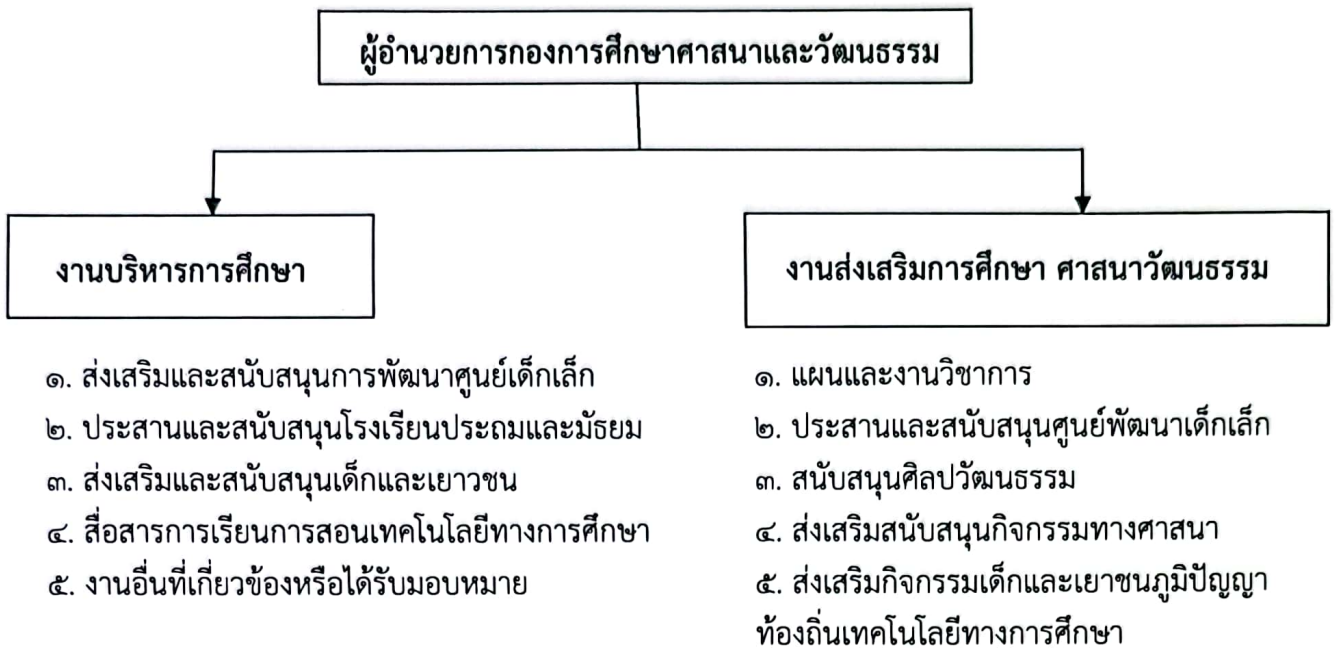 ผู้อำนวยการกองการศึกษาศาสนาและวัฒนธรรม
งานบริหารการศึกษา
๑. ส่งเสริมและสนับสนุนการพัฒนาศูนย์เด็กเล็ก
๒. ประสานและสนับสนุนโรงเรียนประถมและมัธยม
๓. ส่งเสริมและสนับสนุนเด็กและเยาวชน
๔. สื่อสารการเรียนการสอนเทคโนโลยีทางการศึกษา
๕. งานอื่นที่เกี่ยวข้องหรือได้รับมอบหมาย
งานส่งเสริมการศึกษา ศาสนาวัฒนธรรม
๑. แผนและงานวิชาการ
๒. ประสานและสนับสนุนศูนย์พัฒนาเด็กเล็ก
๓. สนับสนุนศิลปวัฒนธรรม
๔. ส่งเสริมสนับสนุนกิจกรรมทางศาสนา
๕. ส่งเสริมกิจกรรมเด็กและเยาชนภูมิปัญญา
ท้องถิ่นเทคโนโลยีทางการศึกษา